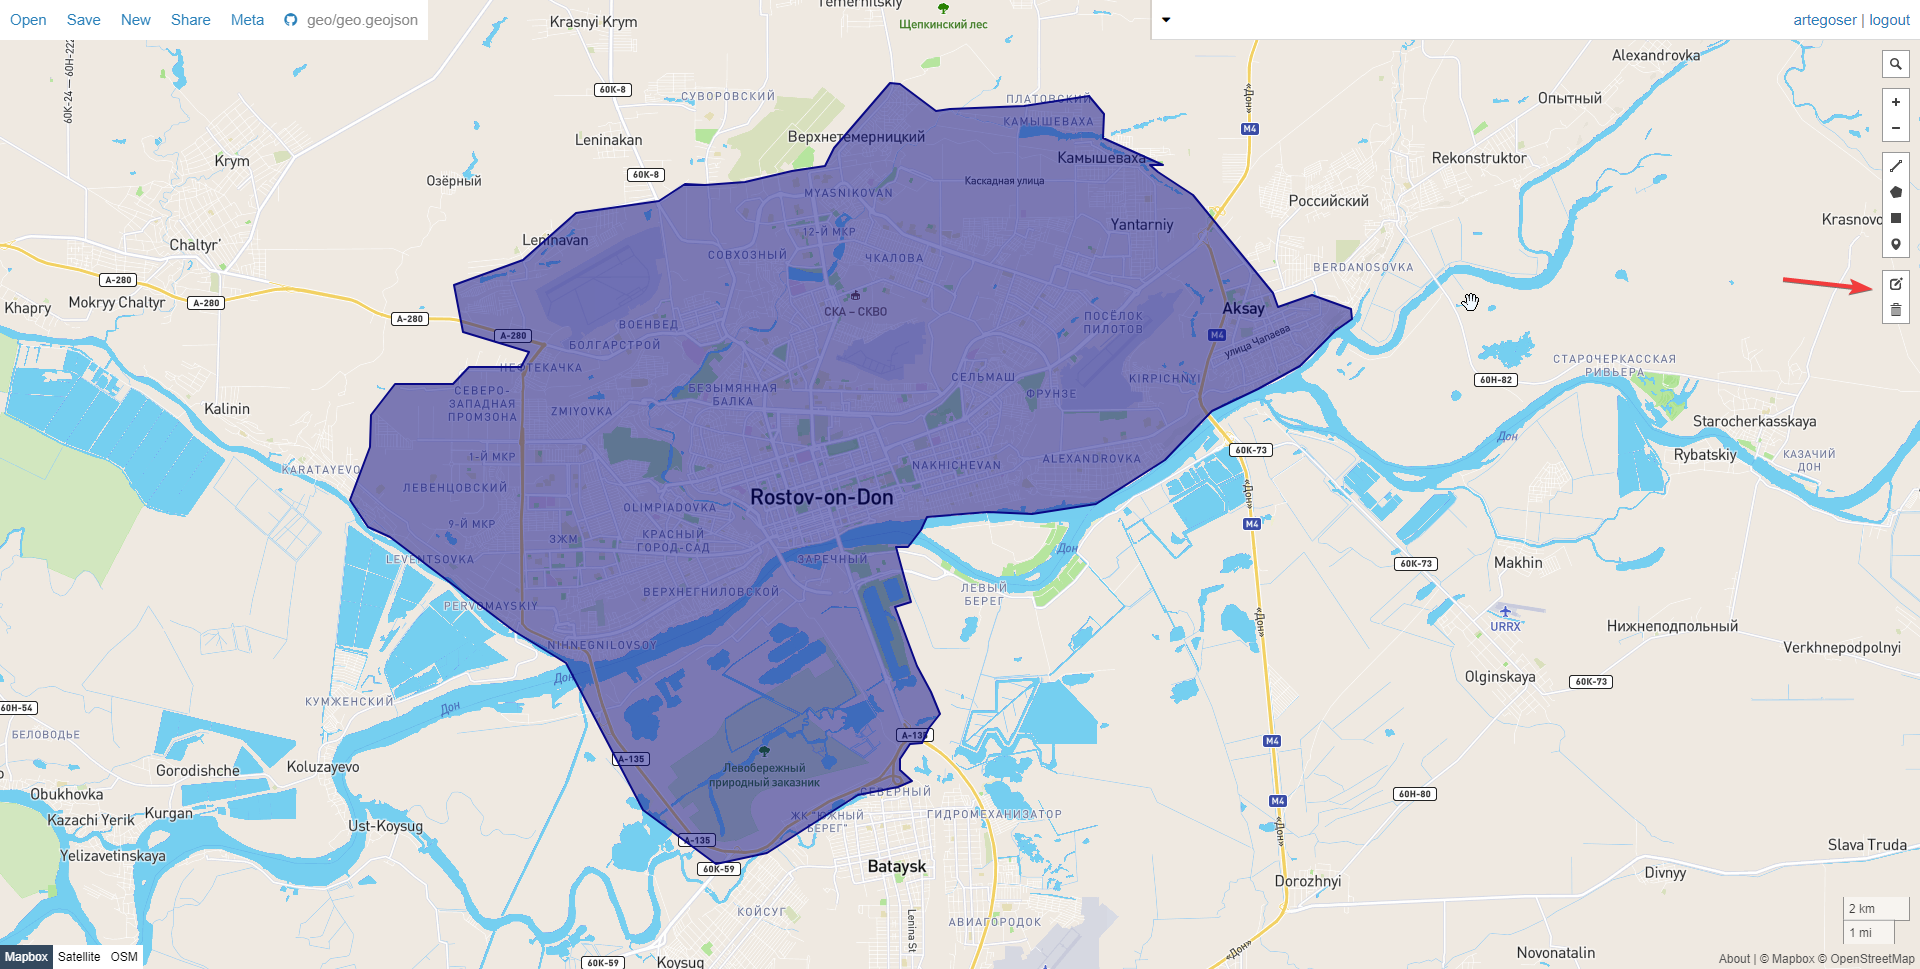 Open Save New Share Meta geo/geo.geojson
artegoser | logout
Temernitskiy
Krasnyi Krym
Щепкинский лес
Alexandrovka
60K-24 — 60H-222
60K-8
СУВОРОВСКИЙ
ПЛАТОВСКИЙ
«Дон»
Опытный
КАМЫШЕВАХА
M4
Leninakan
Верхнетемерницкий
Krym
Камышеваха
Rekonstruktor
60K-8
Озёрный
Каскадная улица
MYASNIKOVAN
Российский
Krasnovo
Yantarniy
12-Й МКР
Chaltyr'
Leninavan
СОВХОЗНЫЙ
ЧКАЛОВА
BERDANOSOVKA
A-280
Mokryy Chaltyr
A-280
Khapry
СКА – СКВО
Aksay
A-280
ПОСЁЛОК
ПИЛОТОВ
ВОЕНВЕД
A-280
M4
улица Чапаева
БОЛГАРСТРОЙ
СТАРОЧЕРКАССКАЯ
РИВЬЕРА
60H-82
СЕЛЬМАШ
KIRPICHNYI
БЕЗЫМЯННАЯ
БАЛКА
СЕВЕРО-
ЗАПАДНАЯ
ПРОМЗОНА
ФРУНЗЕ
Kalinin
ZMIYOVKA
Starocherkasskaya
Дон
60K-73
Rybatskiy
КАЗАЧИЙ
ДОН
1-Й МКР
NAKHICHEVAN
ALEXANDROVKA
KARATAYEVO
ЛЕВЕНЦОВСКИЙ
Rostov-on-Don
«Дон»
OLIMPIADOVKA
9-Й МКР
M4
ЗЖМ
КРАСНЫЙ
ГОРОД-САД
Дон
LEVENTSOVKA
ЗАРЕЧНЫЙ
60K-73
Makhin
ЛЕВЫЙ
БЕРЕГ
ВЕРХНЕГНИЛОВСКОЙ
PERVOMAYSKIY
«Дон»
URRX
Нижнеподпольный
NIHNEGNILOVSOY
Verkhnepodpolnyi
Дон
Olginskaya
60K-73
КУМЖЕНСКИЙ
60H-54
Дон
БЕЛОВОДЬЕ
M4
A-135
A-135
Gorodishche
Koluzayevo
Левобережный
природный заказник
Obukhovka
СЕВЕРНЫЙ
60H-80
M4
Kurgan
Kazachi Yerik
ЖК "ЮЖНЫЙ
БЕРЕГ"
ГИДРОМЕХАНИЗАТОР
Ust-Koysug
«Дон»
A-135
Yelizavetinskaya
Slava Truda
60K-59
Bataysk
Divnyy
Dorozhnyi
КОЙСУГ
АВИАГОРОДОК
Lenina St
2 km
1 mi
«Дон»
Novonatalin
60K-59
Koysug
Mapbox Satellite OSM
About | © Mapbox © OpenStreetMap